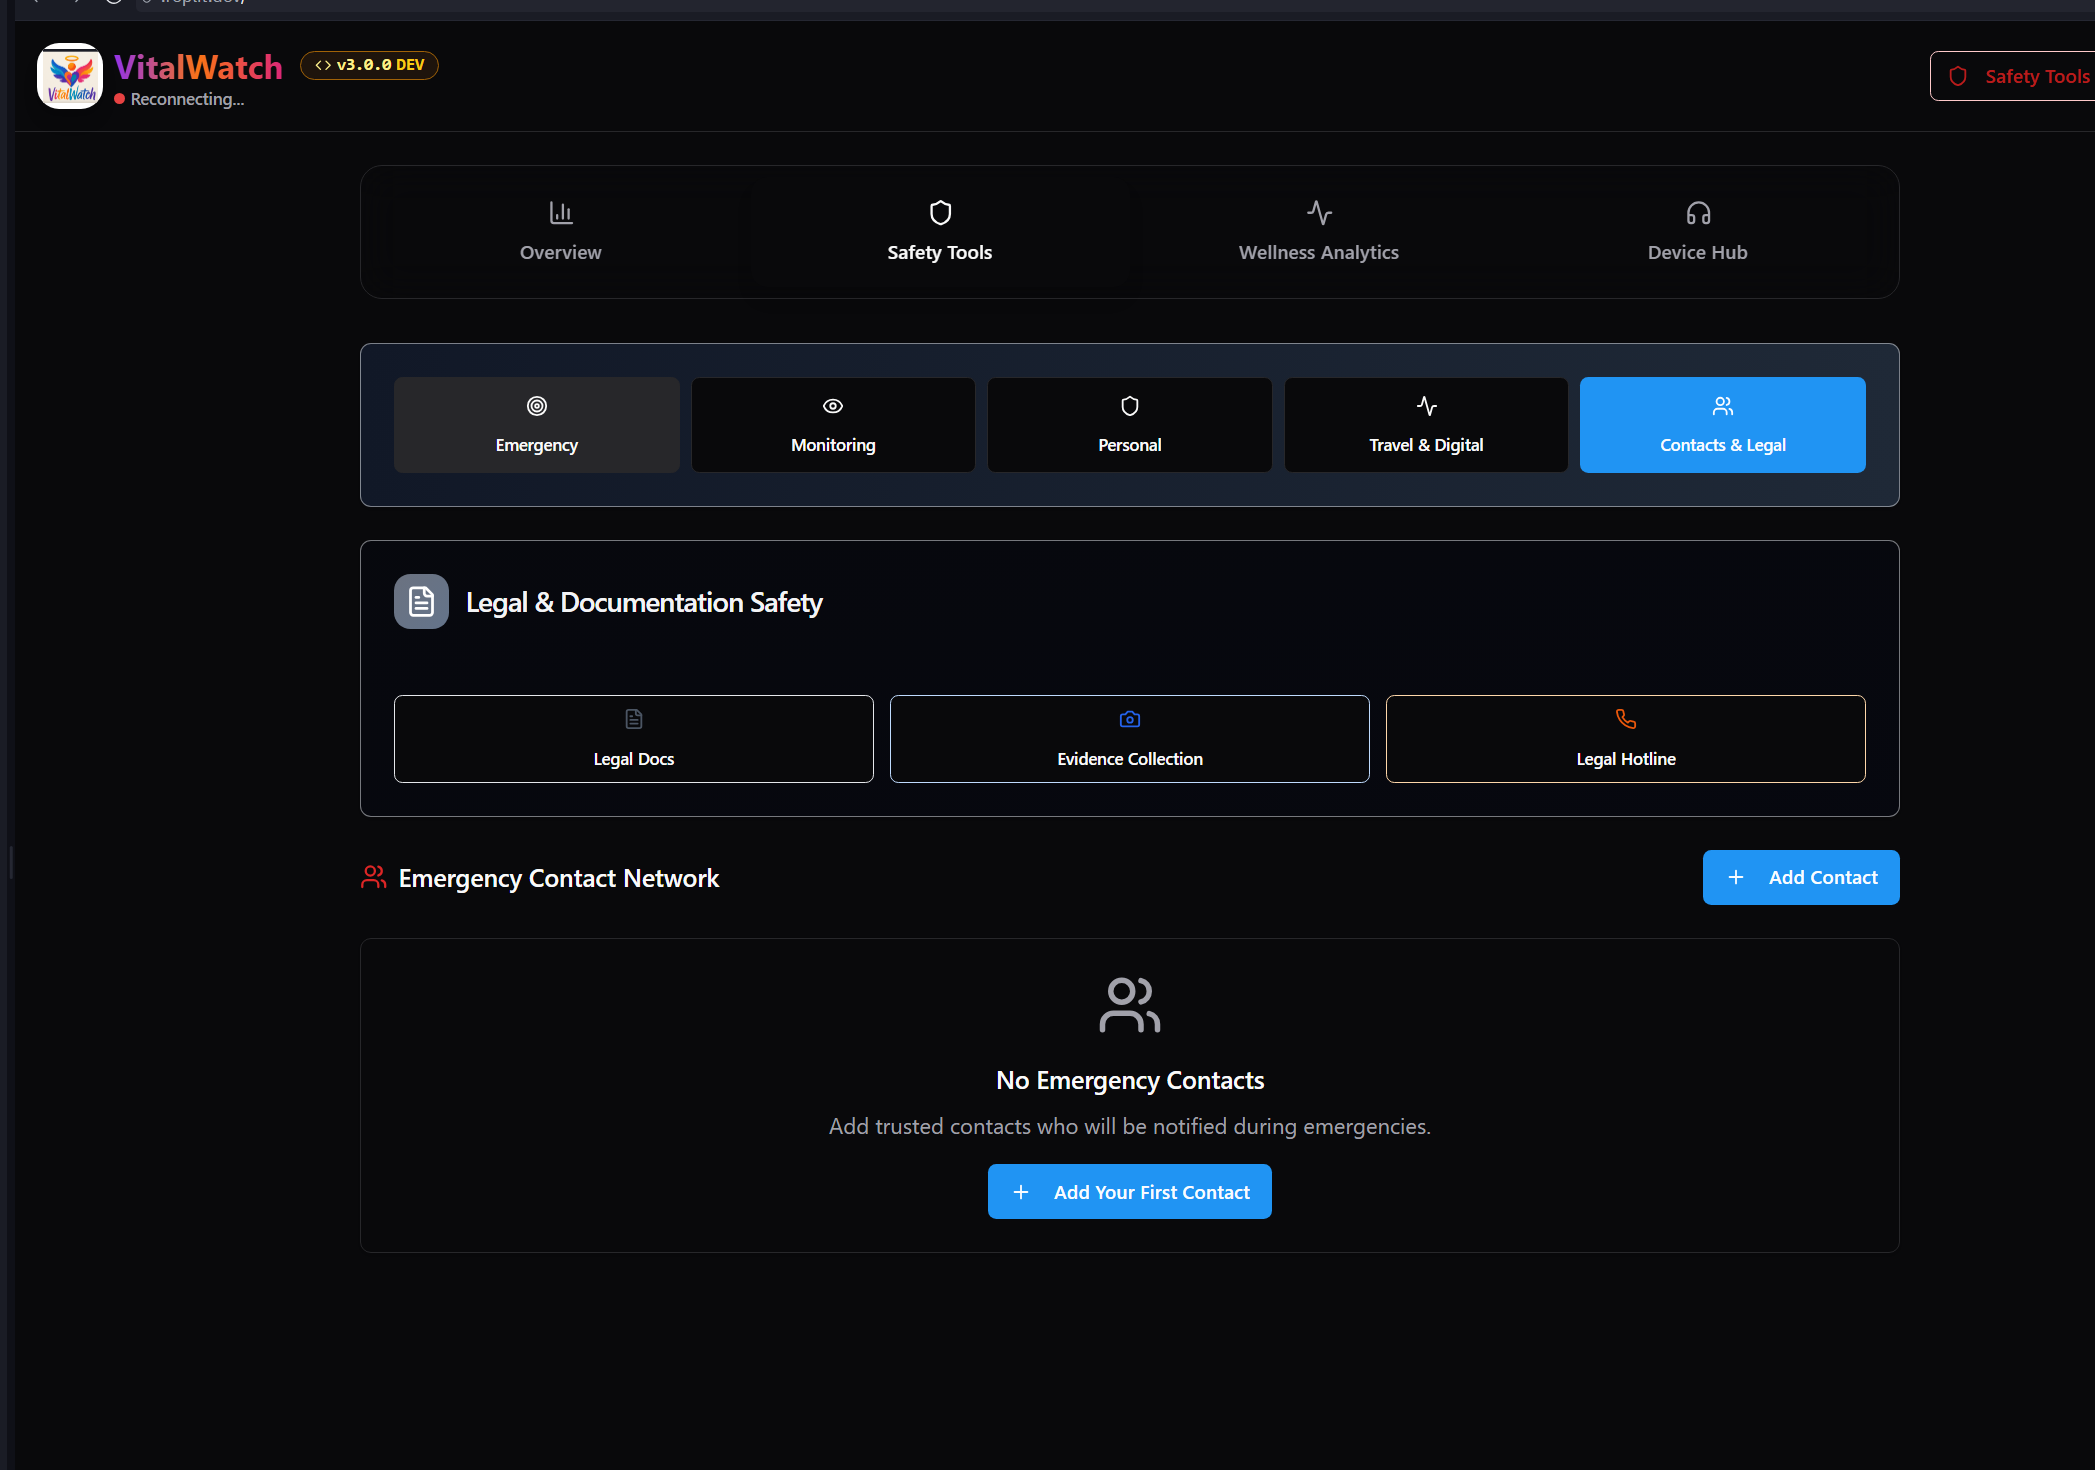 VitalWatch
v3.0.0 DEV
VitalWatch
Reconnecting...
Safety Tools
Overview
Safety Tools
Wellness Analytics
Device Hub
Emergency
Monitoring
Personal
Travel & Digital
Contacts & Legal
Legal & Documentation Safety
Legal Docs
Evidence Collection
Legal Hotline
Emergency Contact Network
Add Contact
No Emergency Contacts
Add trusted contacts who will be notified during emergencies.
Add Your First Contact